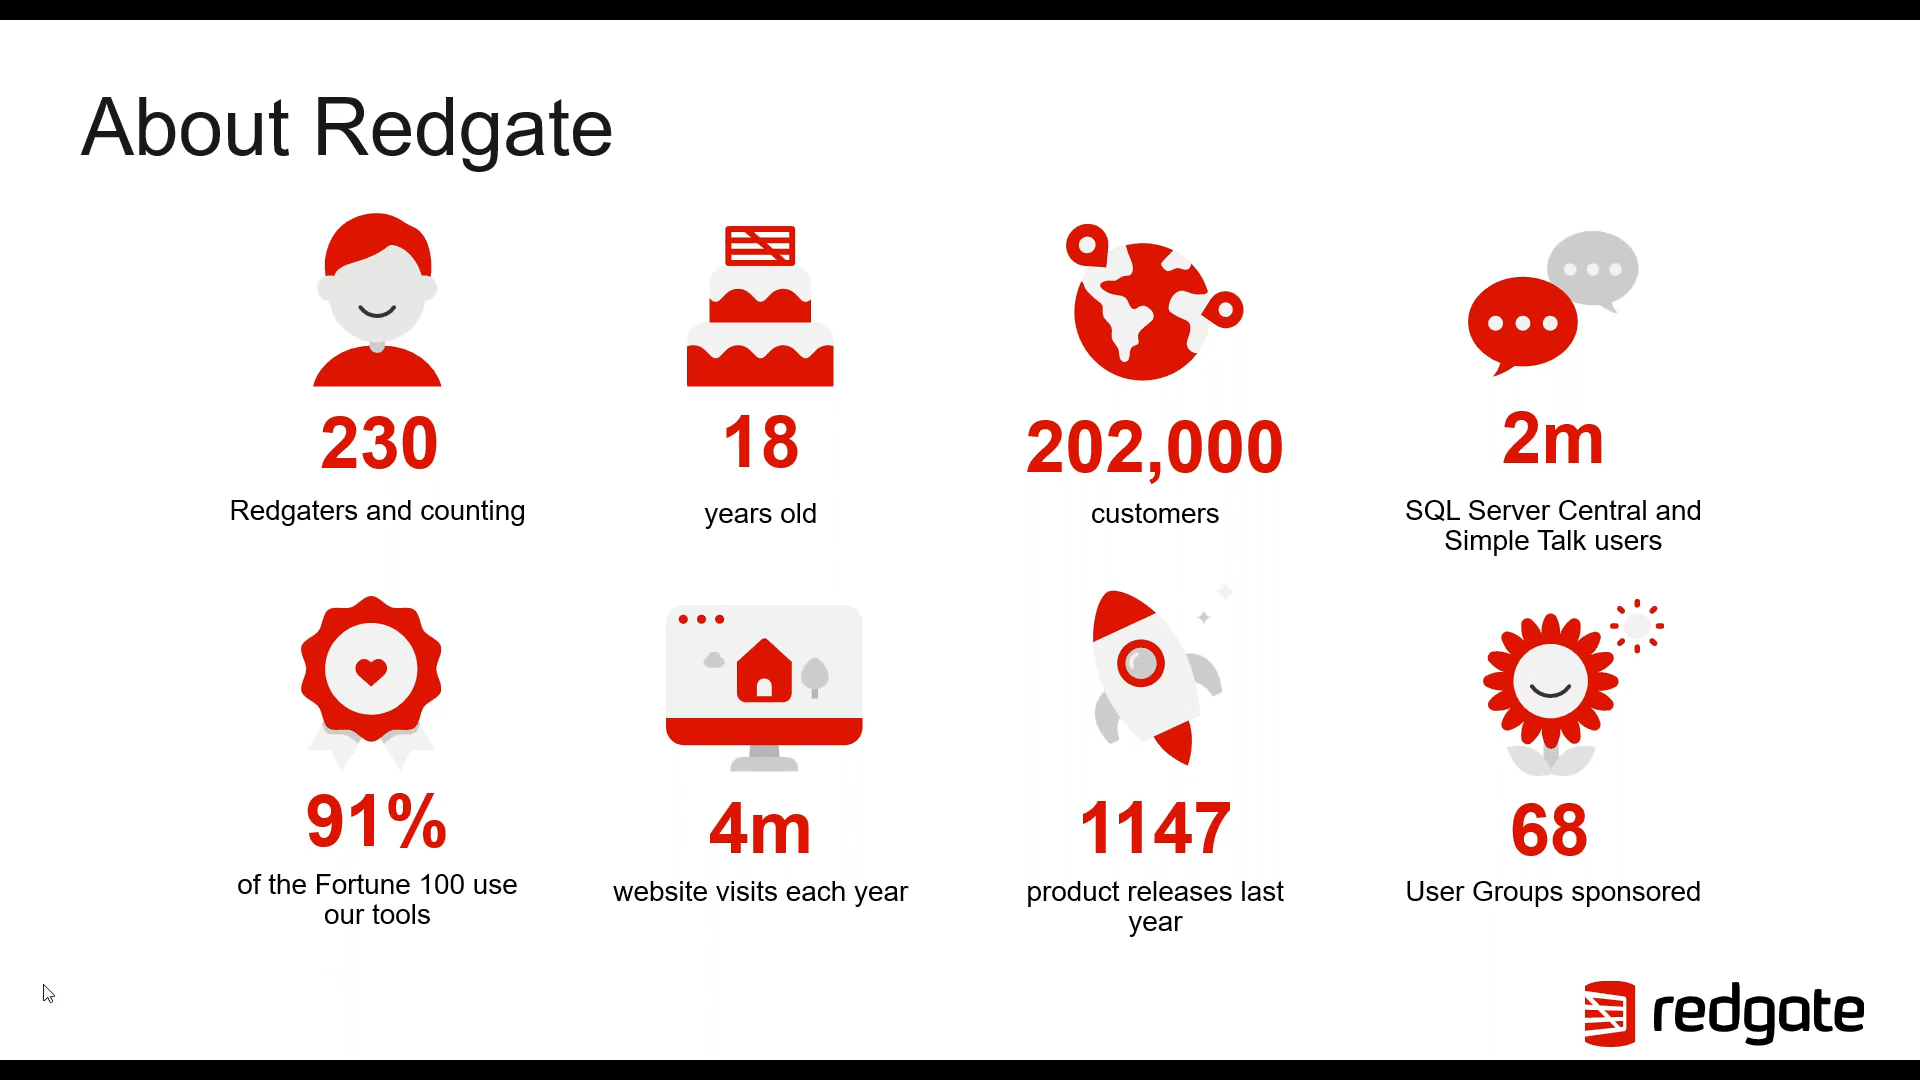 About Redgate
230
Redgaters and counting
18
years old
202,000
customers
2m
SQL Server Central and
Simple Talk users
91%
of the Fortune 100 use
our tools
4m
website visits each year
1147
product releases last
year
68
User Groups sponsored
redgate